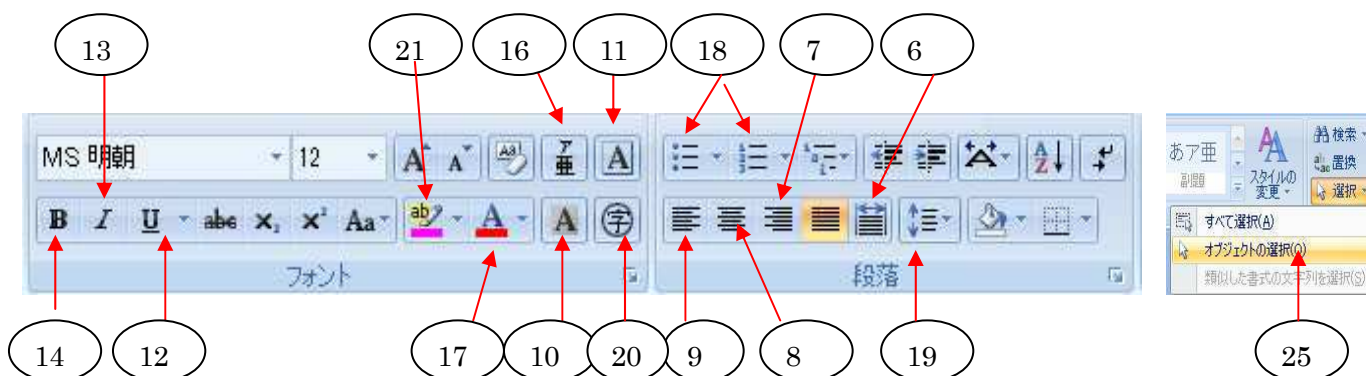 13 21 16 11 18 7 6
MS 明朝 12 A A Aa ア亜 A
あア亜
副題
A
スタイルの
変更
検索
置換
選択
B I U abc X₂ X² Aa ab A A 字
すべて選択(A)
オブジェクトの選択(O)
類似した書式の文字列を選択(S)
フォント 段落
14 12 17 10 20 9 8 19 25